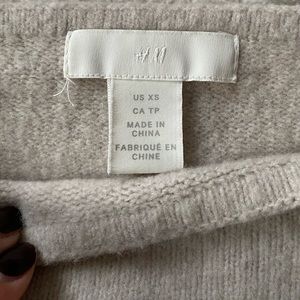 US XS
CA TP
MADE IN
CHINA
FABRIQUÉ EN
CHINE